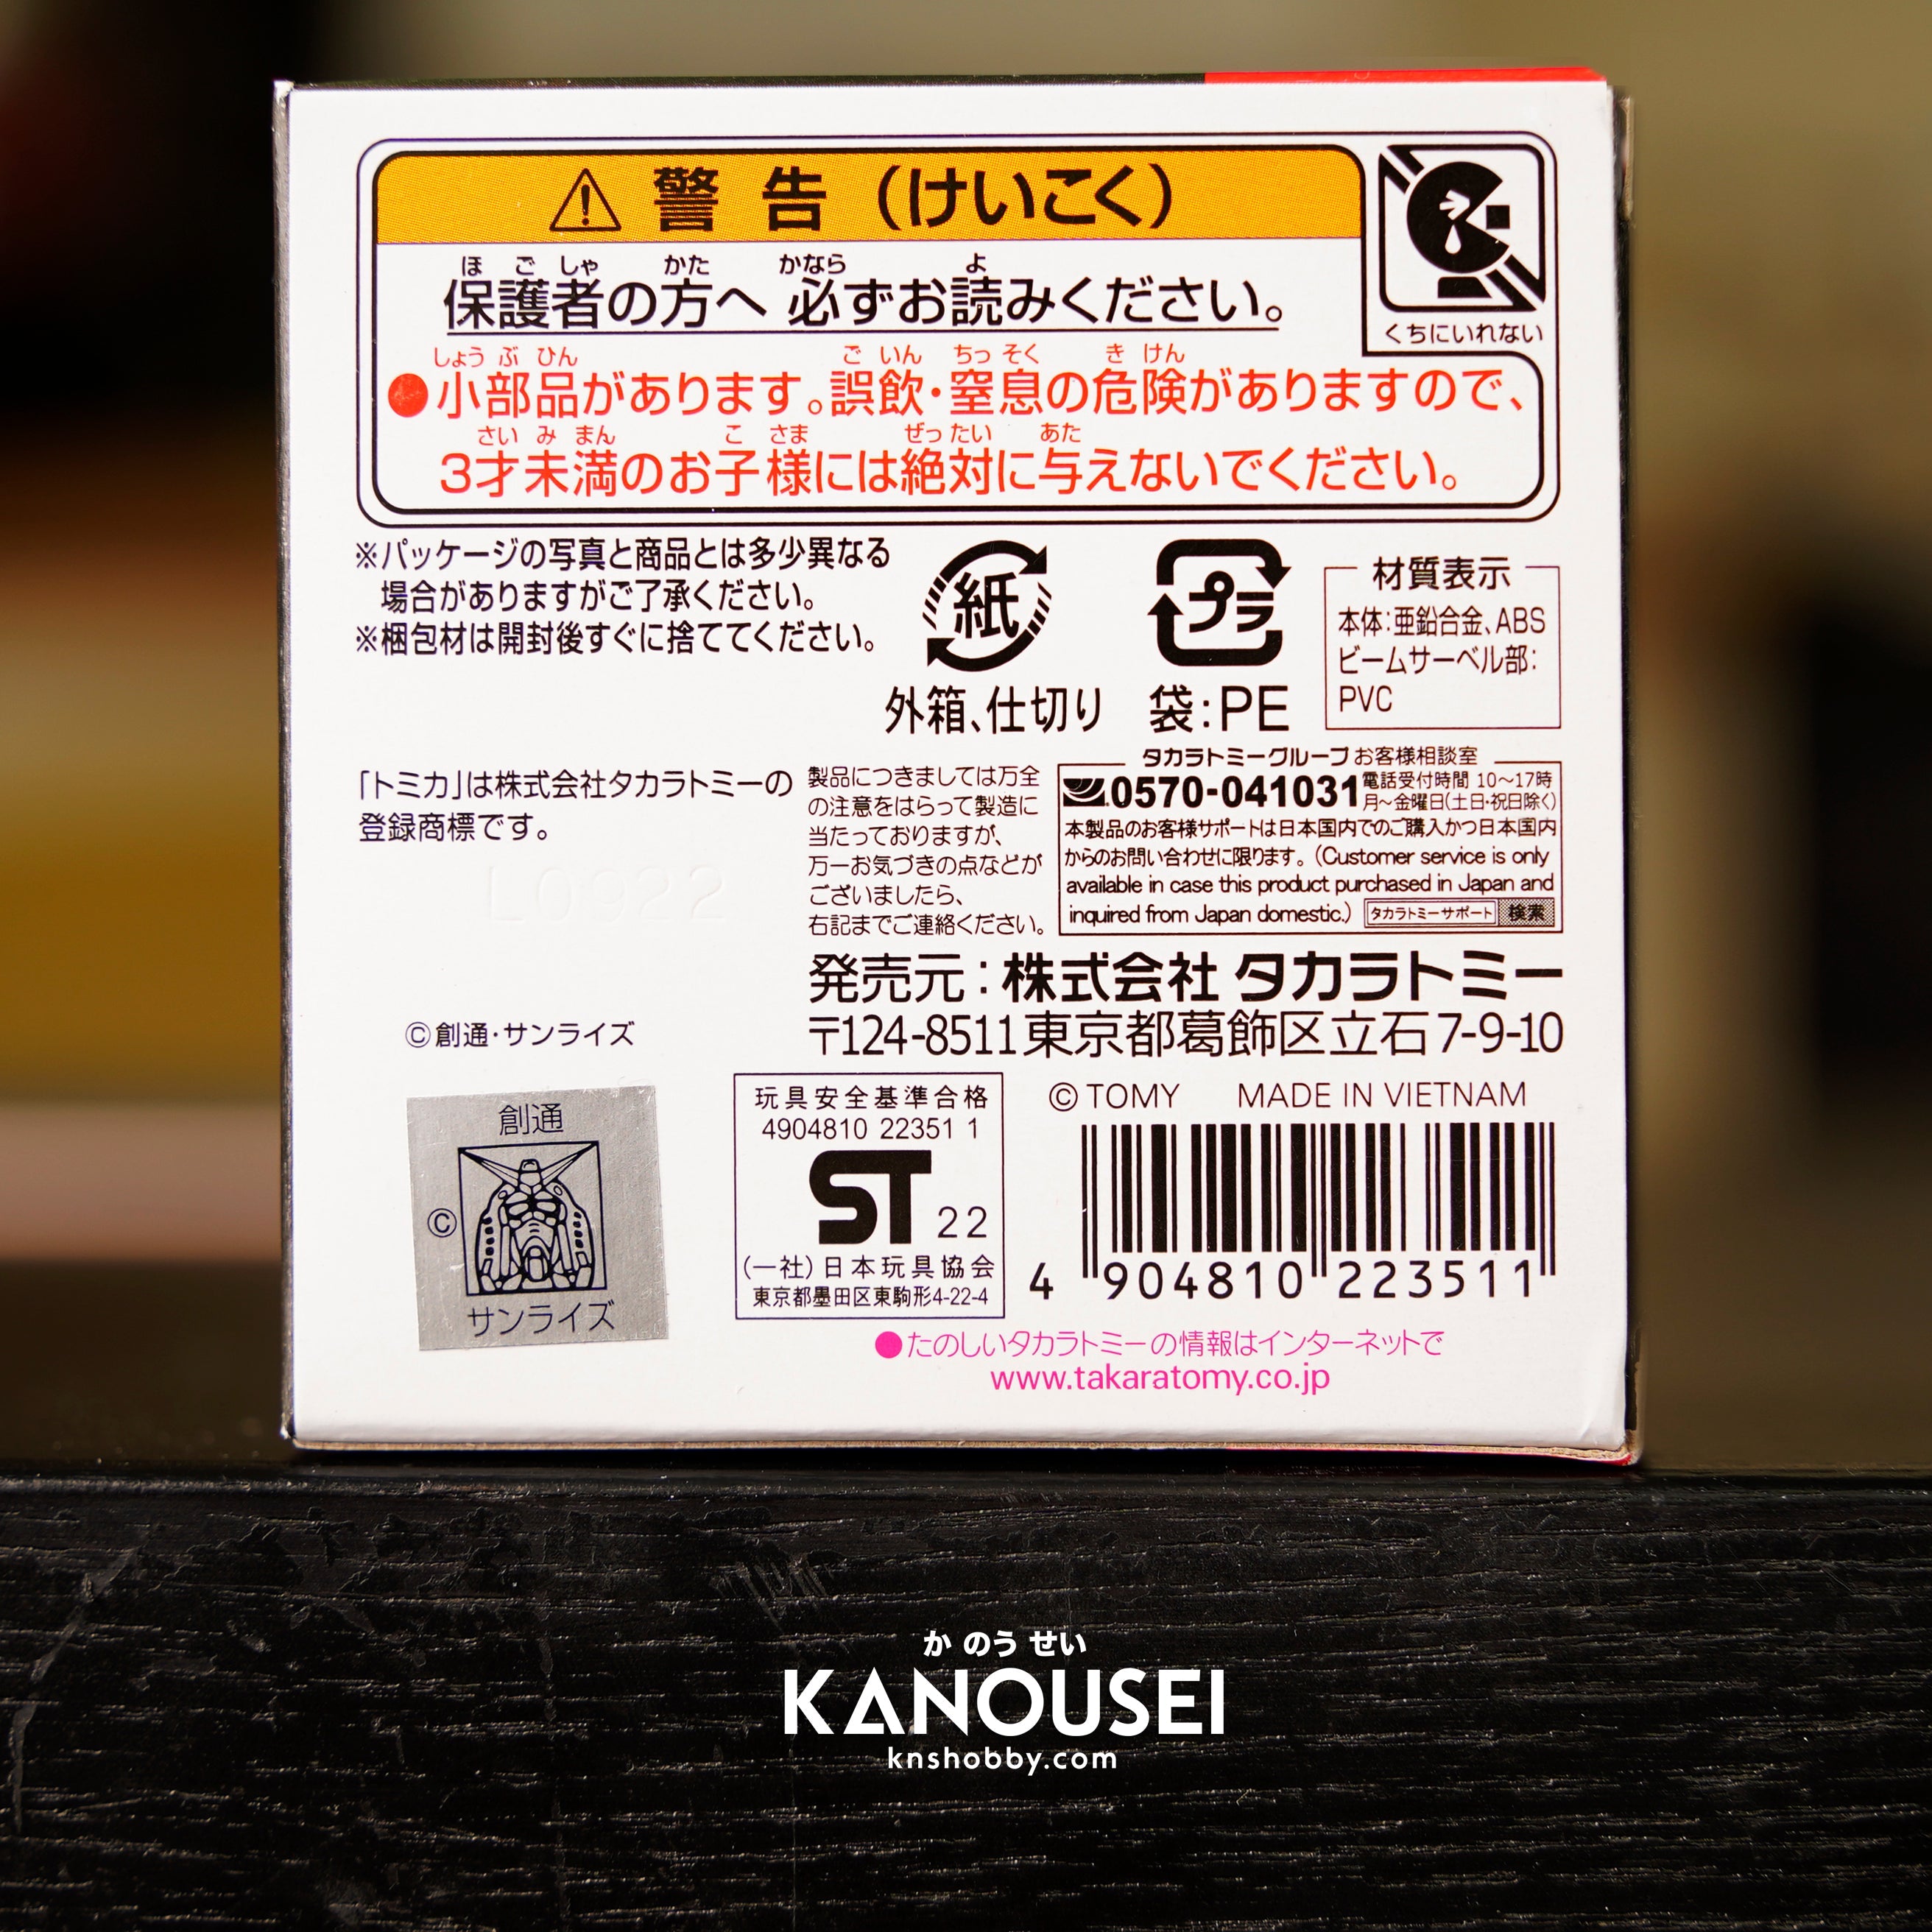 警告(けいこく)
ほ ご しゃ かた かなら よ
保護者の方へ 必ずお読みください。
くちにいれない
しょう ぶ ひん ご いん ちっ そく き けん
●小部品があります。誤飲・窒息の危険がありますので、
さい み まん こ さま ぜっ たい あた
3才未満のお子様には絶対に与えないでください。
※パッケージの写真と商品とは多少異なる
場合がありますがご了承ください。
※梱包材は開封後すぐに捨ててください。
紙
外箱、仕切り
プラ
袋:PE
材質表示
本体:亜鉛合金、ABS
ビームサーベル部:
PVC
「トミカ」は株式会社タカラトミーの
登録商標です。
L0922
製品につきましては万全
の注意をはらって製造に
当たっておりますが、
万一お気づきの点などが
ございましたら、
右記までご連絡ください。
タカラトミーグループ お客様相談室
0570-041031 電話受付時間 10〜17時
月〜金曜日(土日・祝日除く)
本製品のお客様サポートは日本国内でのご購入かつ日本国内
からのお問い合わせに限ります。(Customer service is only
available in case this product purchased in Japan and
inquired from Japan domestic.) タカラトミーサポート 検索
発売元:株式会社 タカラトミー
〒124-8511 東京都葛飾区立石7-9-10
©創通・サンライズ
創通
©
サンライズ
玩具安全基準合格
4904810 22351 1
ST 22
(一社)日本玩具協会
東京都墨田区東駒形4-22-4
© TOMY MADE IN VIETNAM
4 904810 223511
●たのしいタカラトミーの情報はインターネットで
www.takaratomy.co.jp
か のう せい
KANOUSEI
knshobby.com